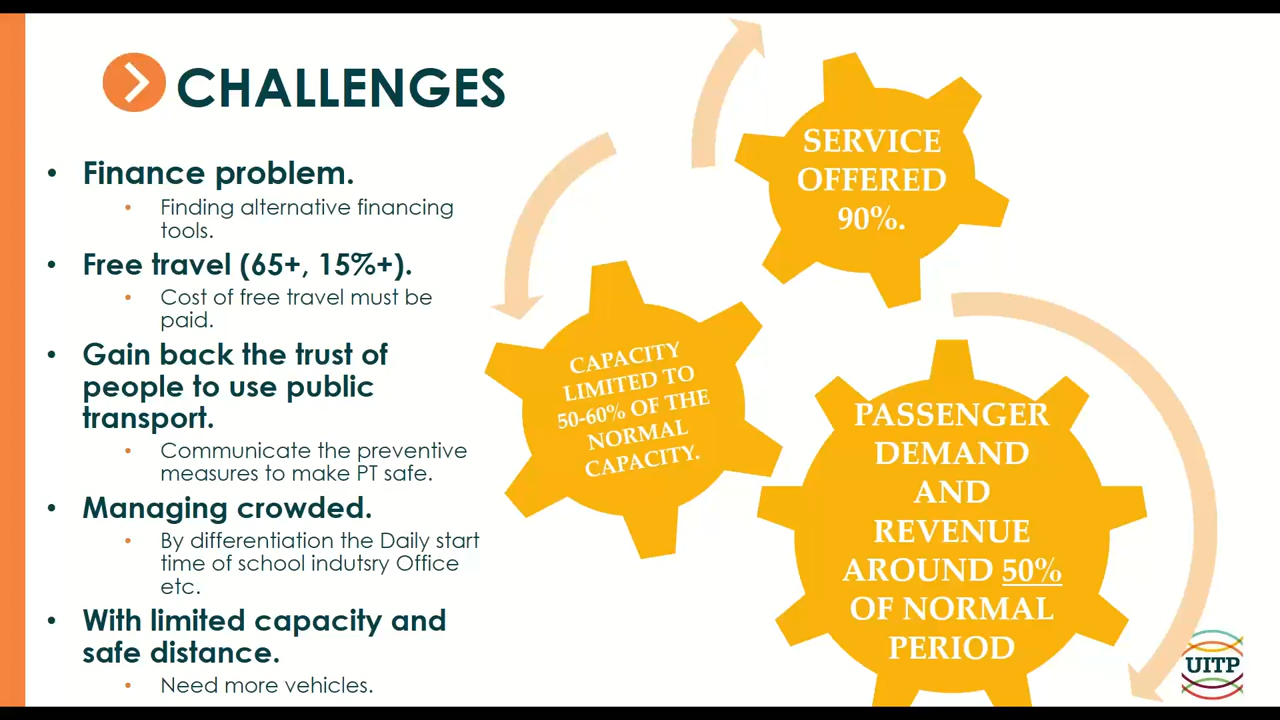 CHALLENGES
• Finance problem.
• Finding alternative financing
tools.
• Free travel (65+, 15%+).
• Cost of free travel must be
paid.
• Gain back the trust of
people to use public
transport.
• Communicate the preventive
measures to make PT safe.
• Managing crowded.
• By differentiation the Daily start
time of school indutsry Office
etc.
• With limited capacity and
safe distance.
• Need more vehicles.
SERVICE
OFFERED
90%.
CAPACITY
LIMITED TO
50-60% OF THE
NORMAL
CAPACITY.
PASSENGER
DEMAND
AND
REVENUE
AROUND 50%
OF NORMAL
PERIOD
UITP